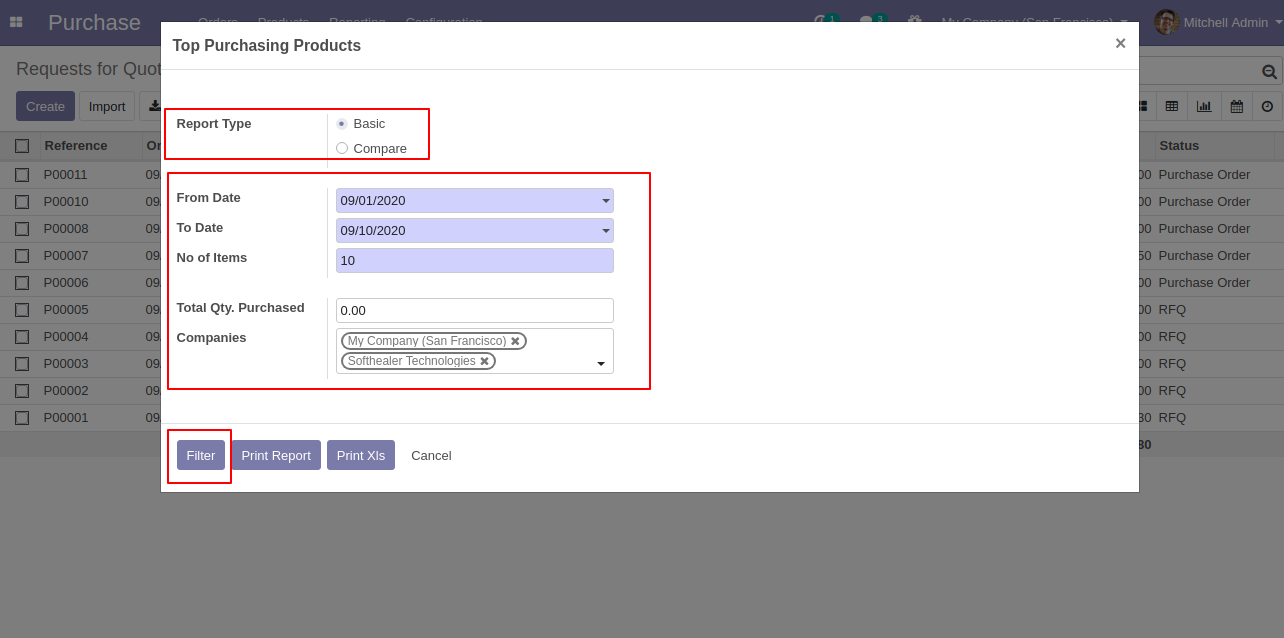 Purchase Orders Products Reporting Configuration 1 3 My Company (San Francisco) Mitchell Admin
Top Purchasing Products ×
Requests for Quot
Create Import
Report Type Basic
Compare
Reference Status
P00011 09 00 Purchase Order
P00010 09 00 Purchase Order
P00008 09 00 Purchase Order
P00007 09 50 Purchase Order
P00006 09 00 Purchase Order
P00005 09 00 RFQ
P00004 09 00 RFQ
P00003 09 00 RFQ
P00002 09 00 RFQ
P00001 09 30 RFQ
30
From Date 09/01/2020
To Date 09/10/2020
No of Items 10
Total Qty. Purchased 0.00
Companies My Company (San Francisco)
Softhealer Technologies
Filter Print Report Print Xls Cancel